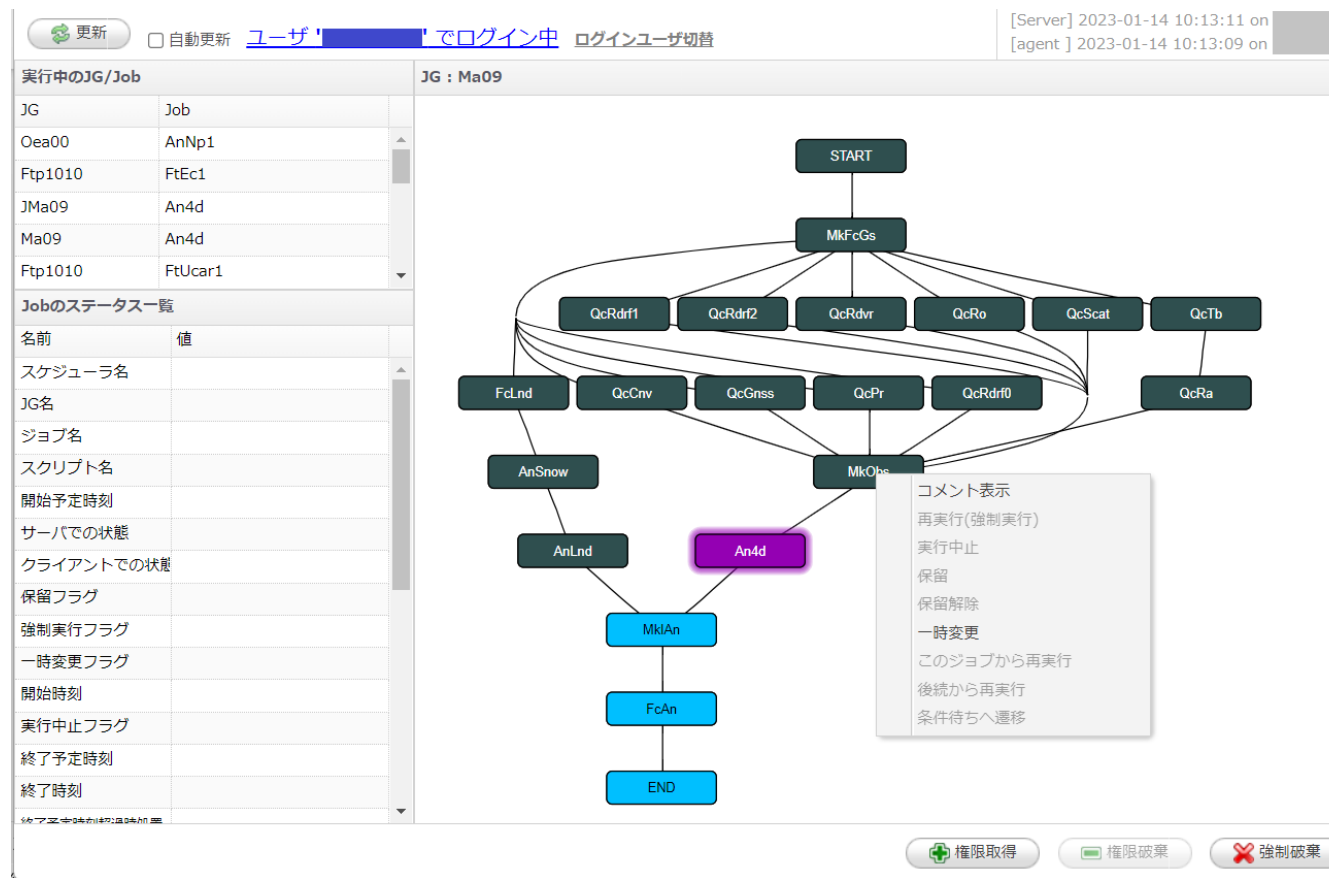 更新
自動更新 ユーザ ' ' でログイン中 ログインユーザ切替
[Server] 2023-01-14 10:13:11 on
[agent ] 2023-01-14 10:13:09 on
実行中のJG/Job
JG Job
Oea00 AnNp1
Ftp1010 FtEc1
JMa09 An4d
Ma09 An4d
Ftp1010 FtUcar1
Jobのステータス一覧
名前 値
スケジューラ名
JG名
ジョブ名
スクリプト名
開始予定時刻
サーバでの状態
クライアントでの状態
保留フラグ
強制実行フラグ
一時変更フラグ
開始時刻
実行中止フラグ
終了予定時刻
終了時刻
終了予定時刻超過時処置
JG : Ma09
START
MkFcGs
QcRdrf1 QcRdrf2 QcRdvr QcRo QcScat QcTb
FcLnd QcCnv QcGnss QcPr QcRdrf0 QcRa
AnSnow MkObs
AnLnd An4d
MklAn
FcAn
END
コメント表示
再実行(強制実行)
実行中止
保留
保留解除
一時変更
このジョブから再実行
後続から再実行
条件待ちへ遷移
権限取得 権限破棄 強制破棄